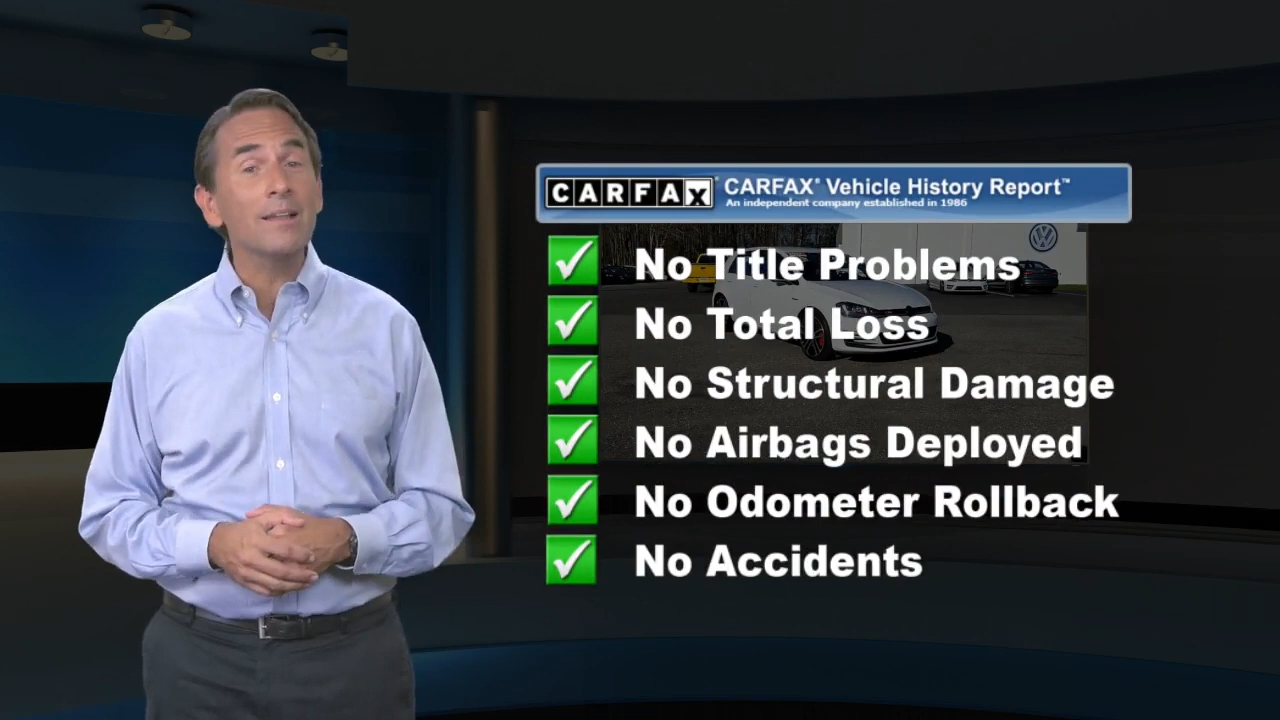 CARFAX® CARFAX® Vehicle History Report™
An independent company established in 1986
No Title Problems
No Total Loss
No Structural Damage
No Airbags Deployed
No Odometer Rollback
No Accidents